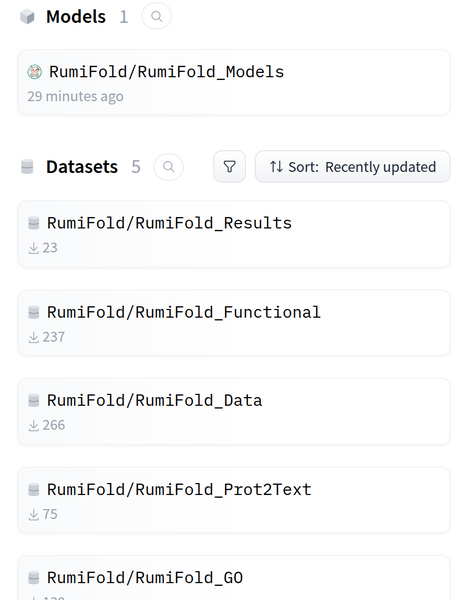 Models 1
RumiFold/RumiFold_Models
29 minutes ago
Datasets 5
Sort: Recently updated
RumiFold/RumiFold_Results
23
RumiFold/RumiFold_Functional
237
RumiFold/RumiFold_Data
266
RumiFold/RumiFold_Prot2Text
75
RumiFold/RumiFold_GO